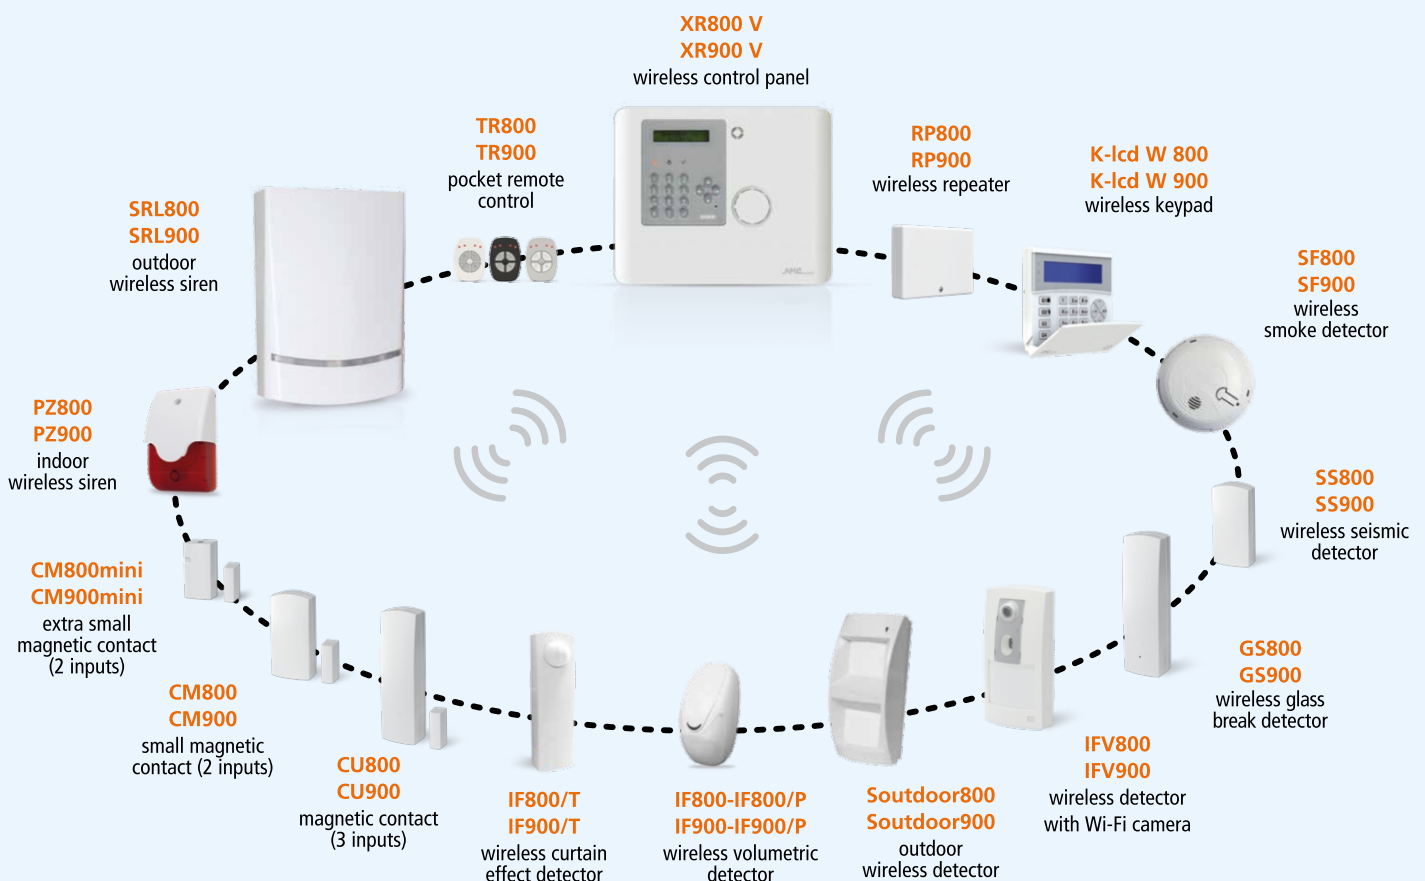 XR800 V
XR900 V
wireless control panel
TR800
TR900
pocket remote
control
RP800
RP900
wireless repeater
K-lcd W 800
K-lcd W 900
wireless keypad
SRL800
SRL900
outdoor
wireless siren
SF800
SF900
wireless
smoke detector
PZ800
PZ900
indoor
wireless siren
SS800
SS900
wireless seismic
detector
CM800mini
CM900mini
extra small
magnetic contact
(2 inputs)
GS800
GS900
wireless glass
break detector
CM800
CM900
small magnetic
contact (2 inputs)
CU800
CU900
magnetic contact
(3 inputs)
IF800/T
IF900/T
wireless curtain
effect detector
IF800-IF800/P
IF900-IF900/P
wireless volumetric
detector
Soutdoor800
Soutdoor900
outdoor
wireless detector
IFV800
IFV900
wireless detector
with Wi-Fi camera